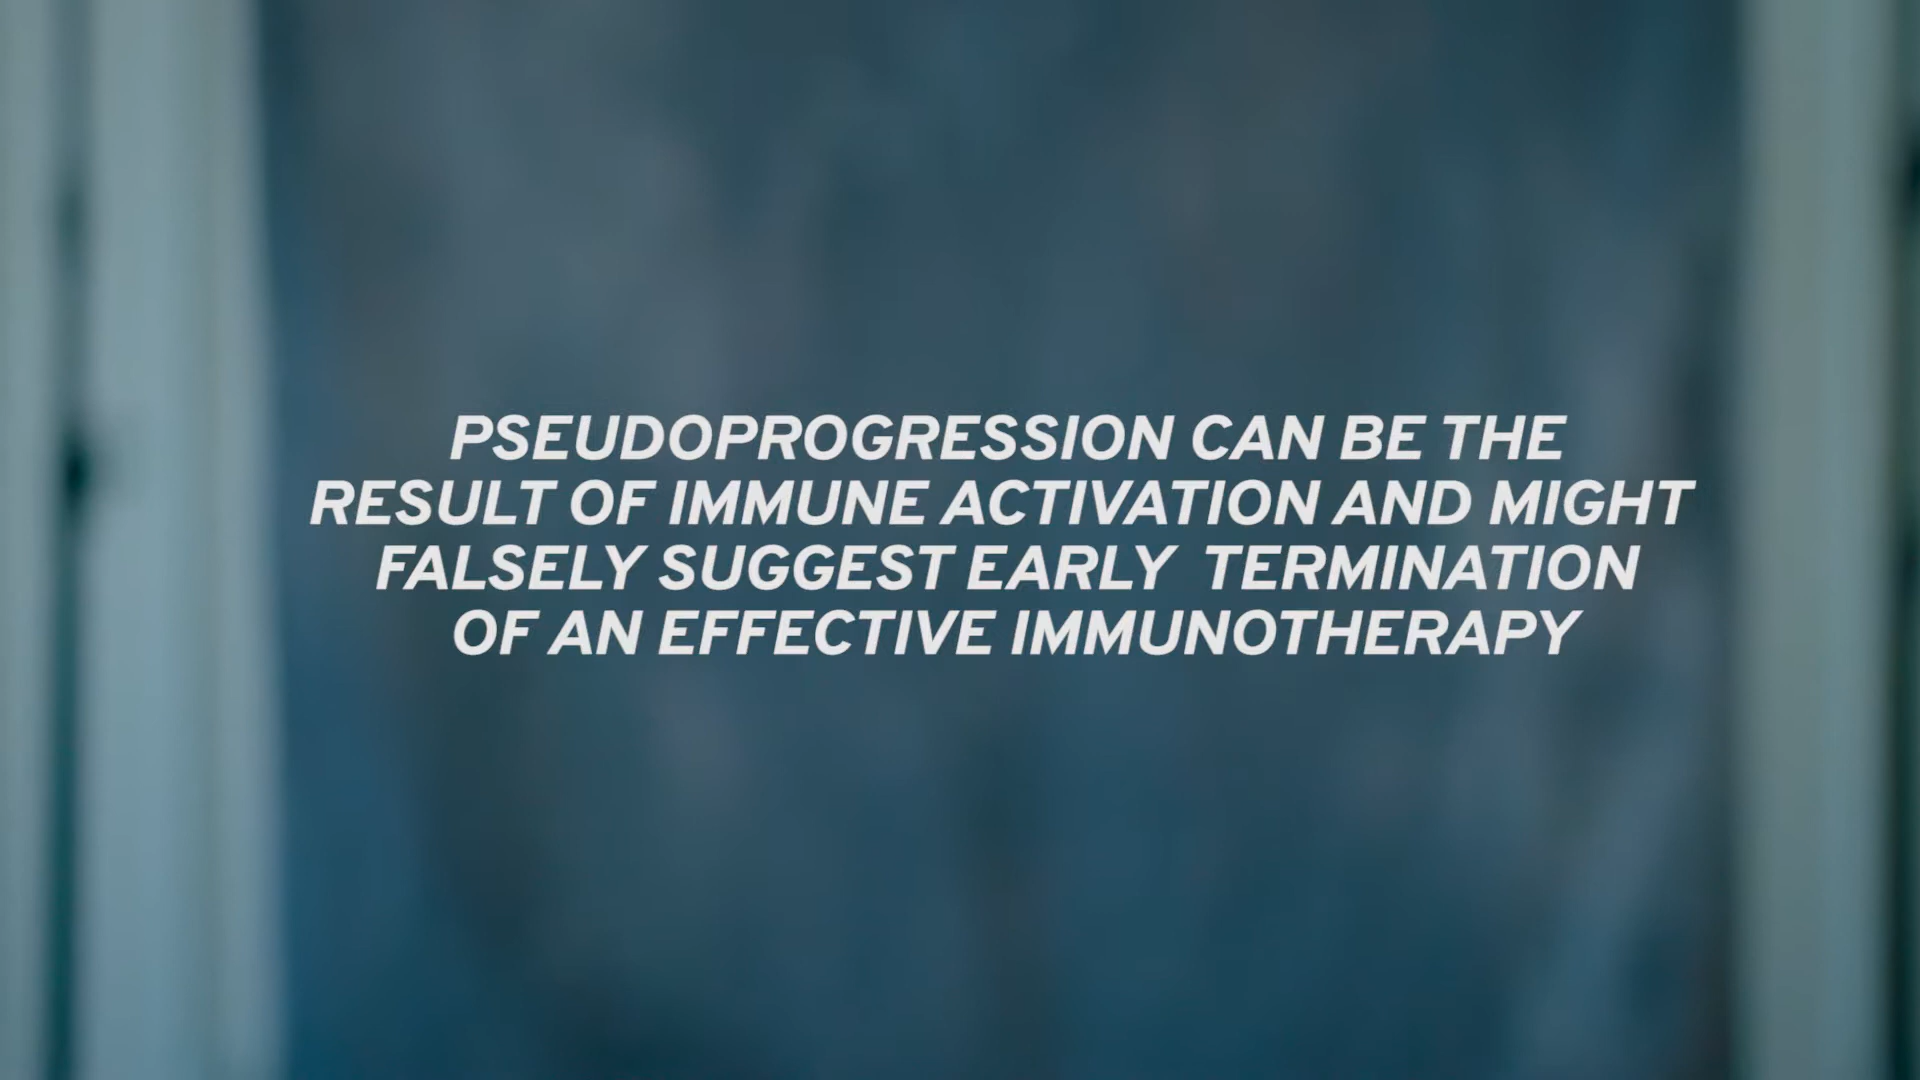 PSEUDOPROGRESSION CAN BE THE
RESULT OF IMMUNE ACTIVATION AND MIGHT
FALSELY SUGGEST EARLY TERMINATION
OF AN EFFECTIVE IMMUNOTHERAPY